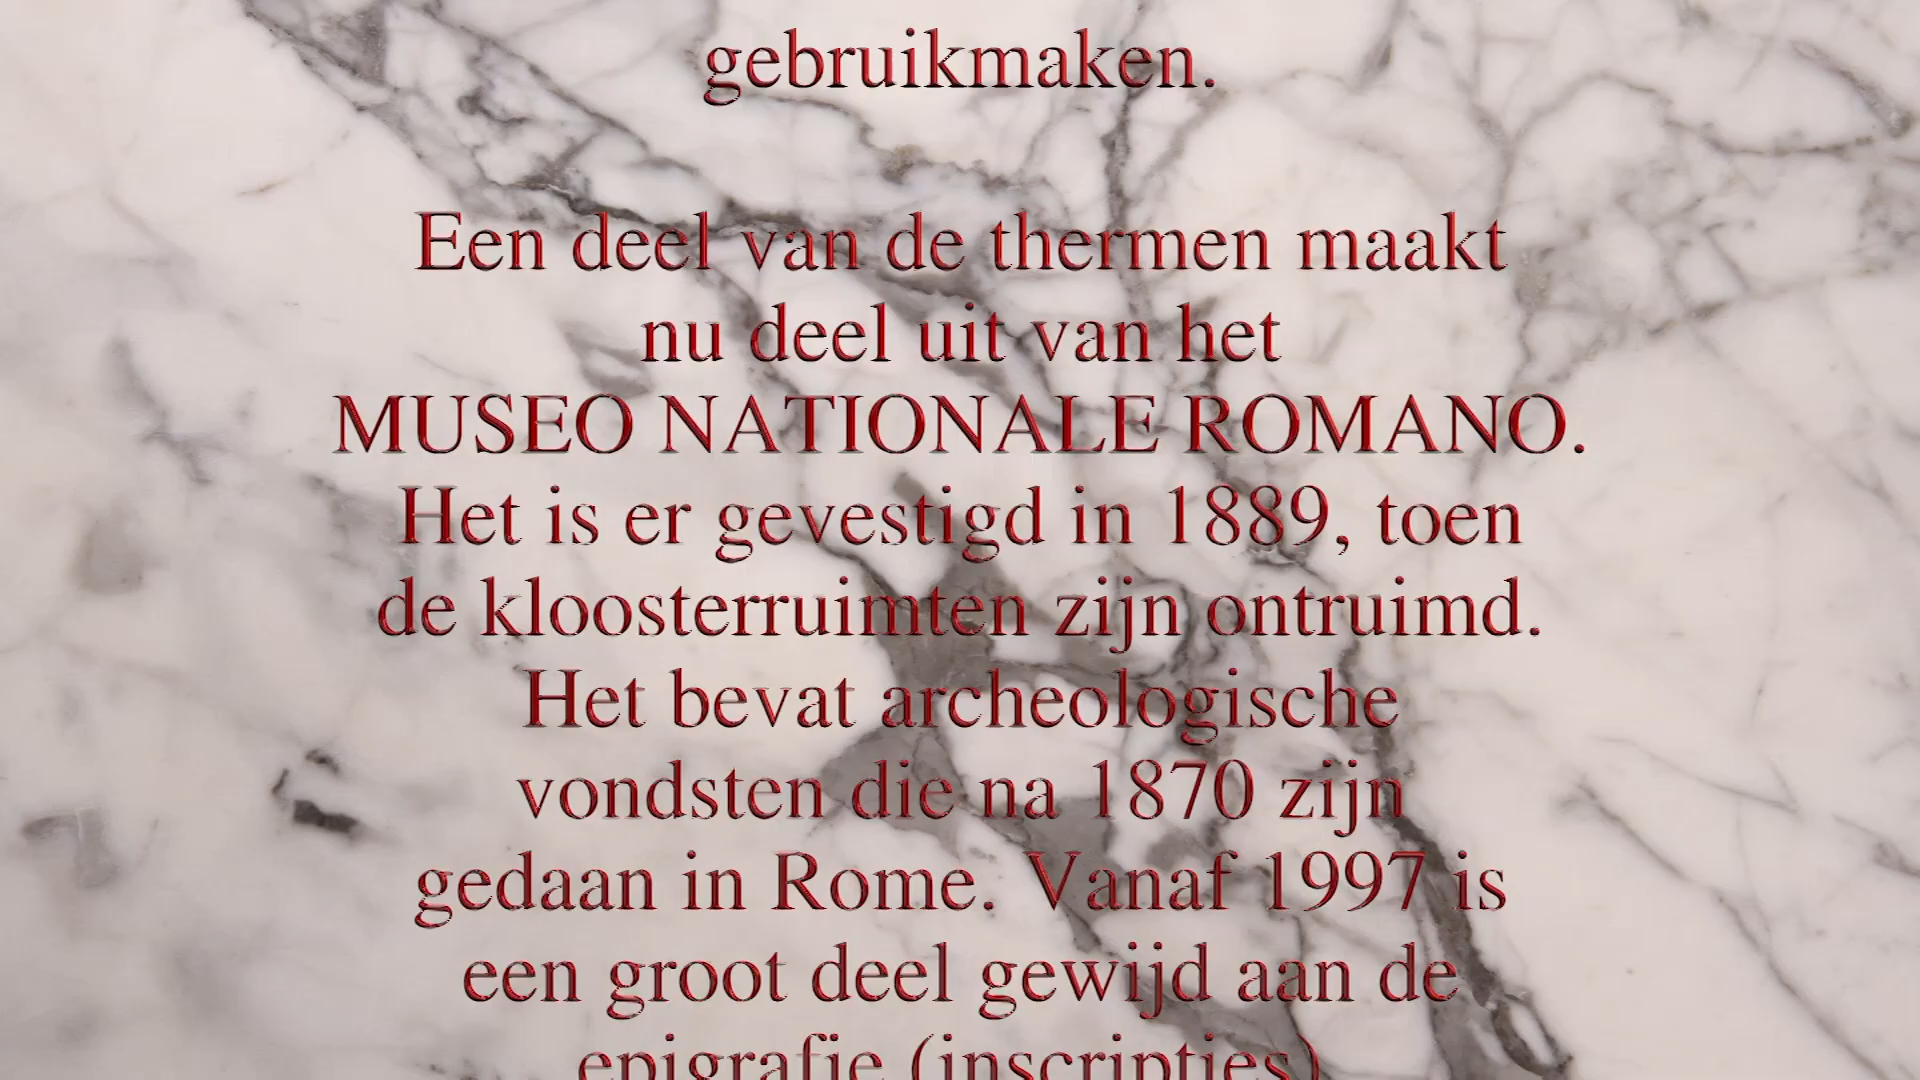 gebruikmaken.
Een deel van de thermen maakt
nu deel uit van het
MUSEO NATIONALE ROMANO.
Het is er gevestigd in 1889, toen
de kloosterruimten zijn ontruimd.
Het bevat archeologische
vondsten die na 1870 zijn
gedaan in Rome. Vanaf 1997 is
een groot deel gewijd aan de
epigrafie (inscripties)